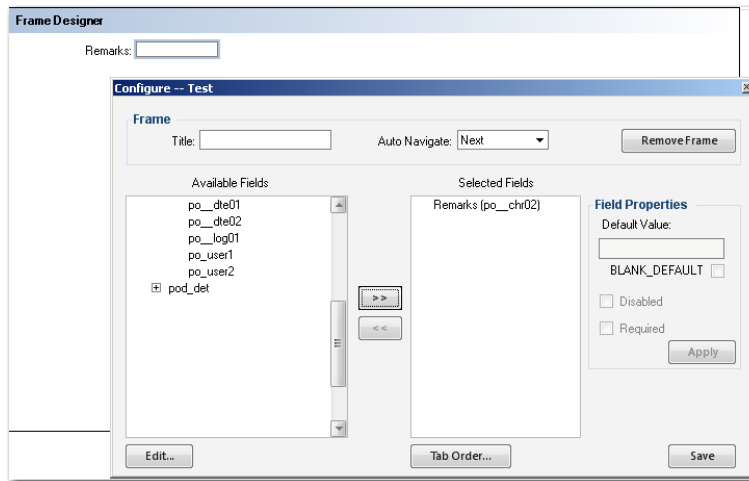 Frame Designer
Remarks:
Configure -- Test
Frame
Title:
Auto Navigate: Next
Remove Frame
Available Fields
Selected Fields
po__dte01
po__dte02
po__log01
po_user1
po_user2
pod_det
>>
<<
Remarks (po__chr02)
Field Properties
Default Value:
BLANK_DEFAULT
Disabled
Required
Apply
Edit...
Tab Order...
Save